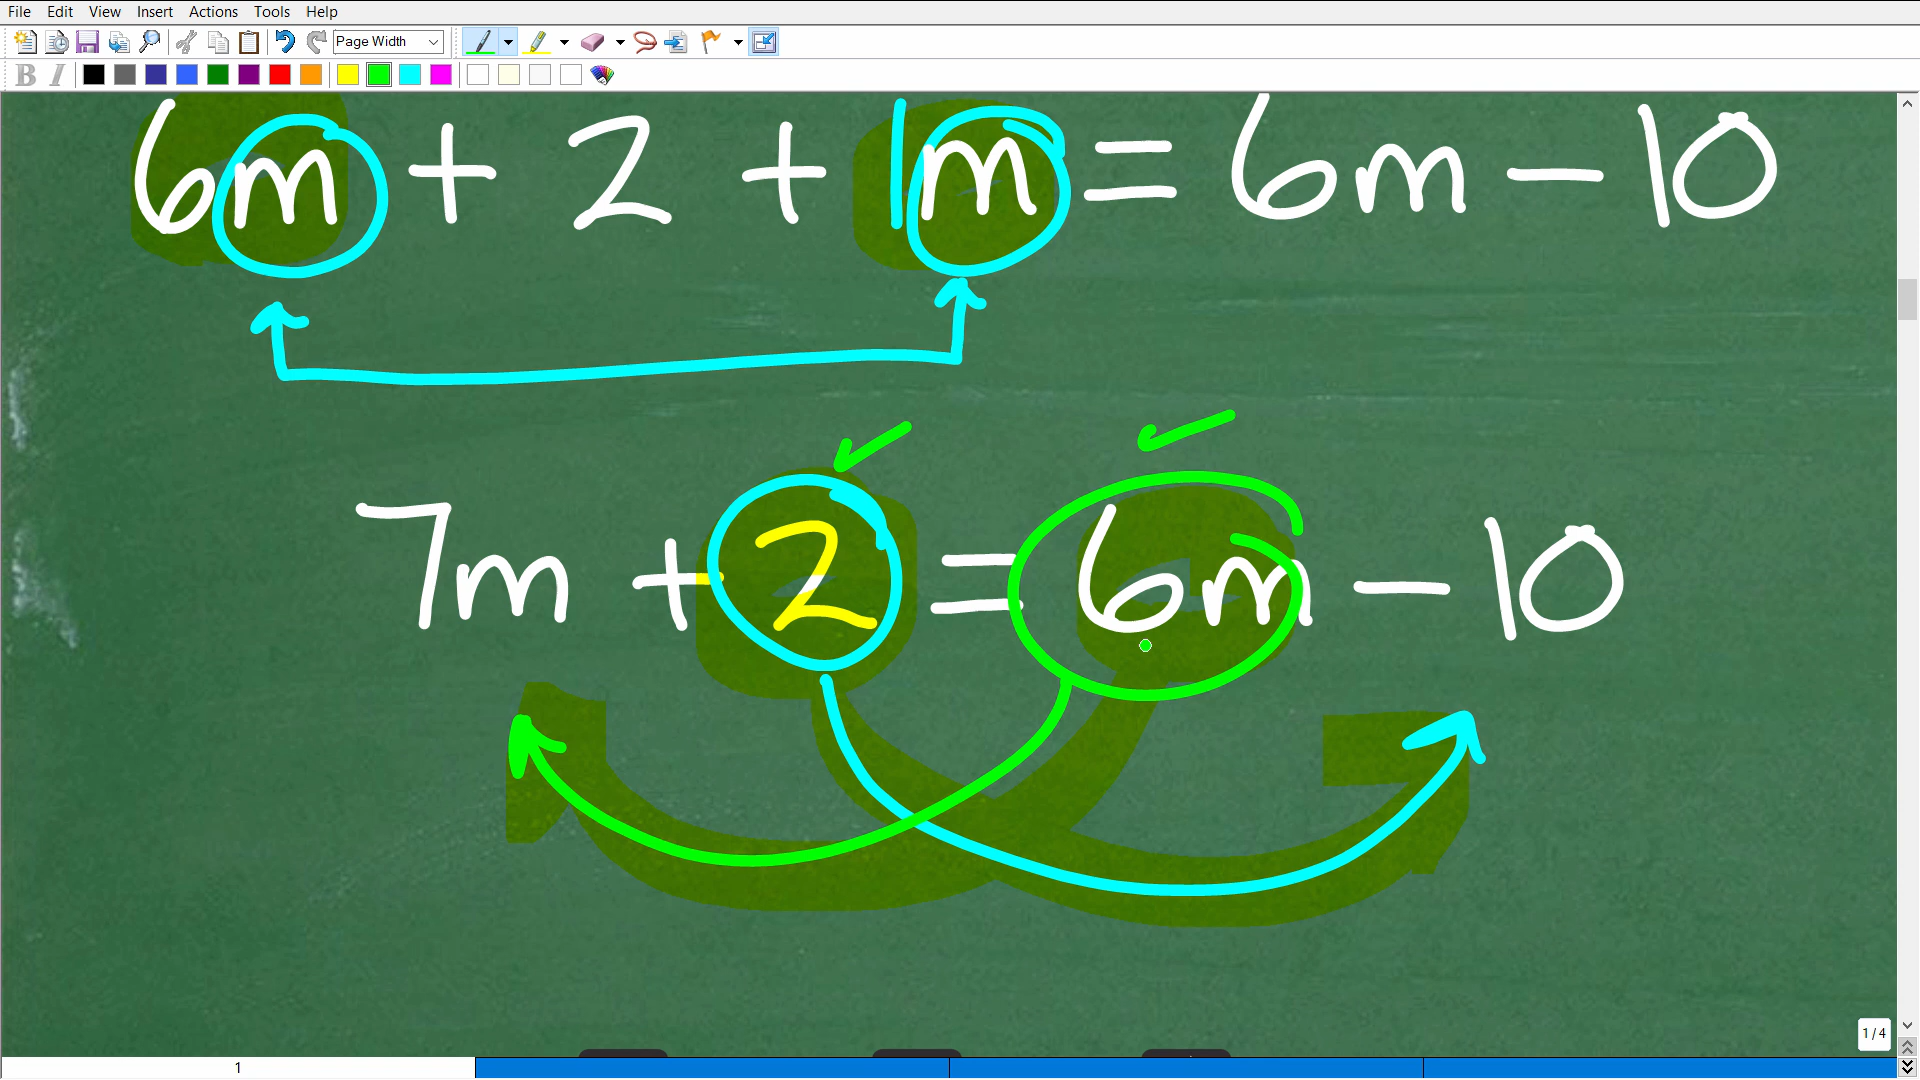 File Edit View Insert Actions Tools Help
Page Width
B I
6m + 2 + 1m = 6m - 10
7m + 2 = 6m - 10
1 / 4
1